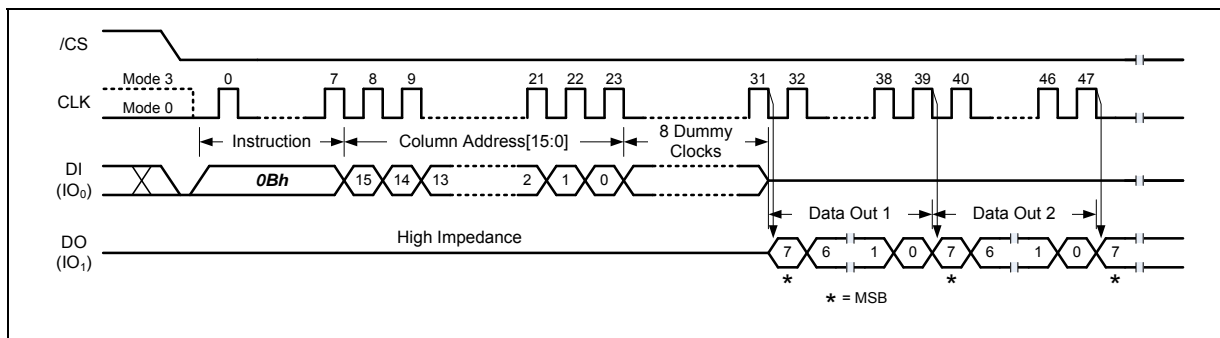 /CS
Mode 3 0 7 8 9 21 22 23 31 32 38 39 40 46 47
CLK
Mode 0
Instruction Column Address[15:0] 8 Dummy Clocks
DI (IO0) 0Bh 15 14 13 2 1 0
Data Out 1 Data Out 2
DO (IO1) High Impedance 7 6 1 0 7 6 1 0 7
* * *
* = MSB